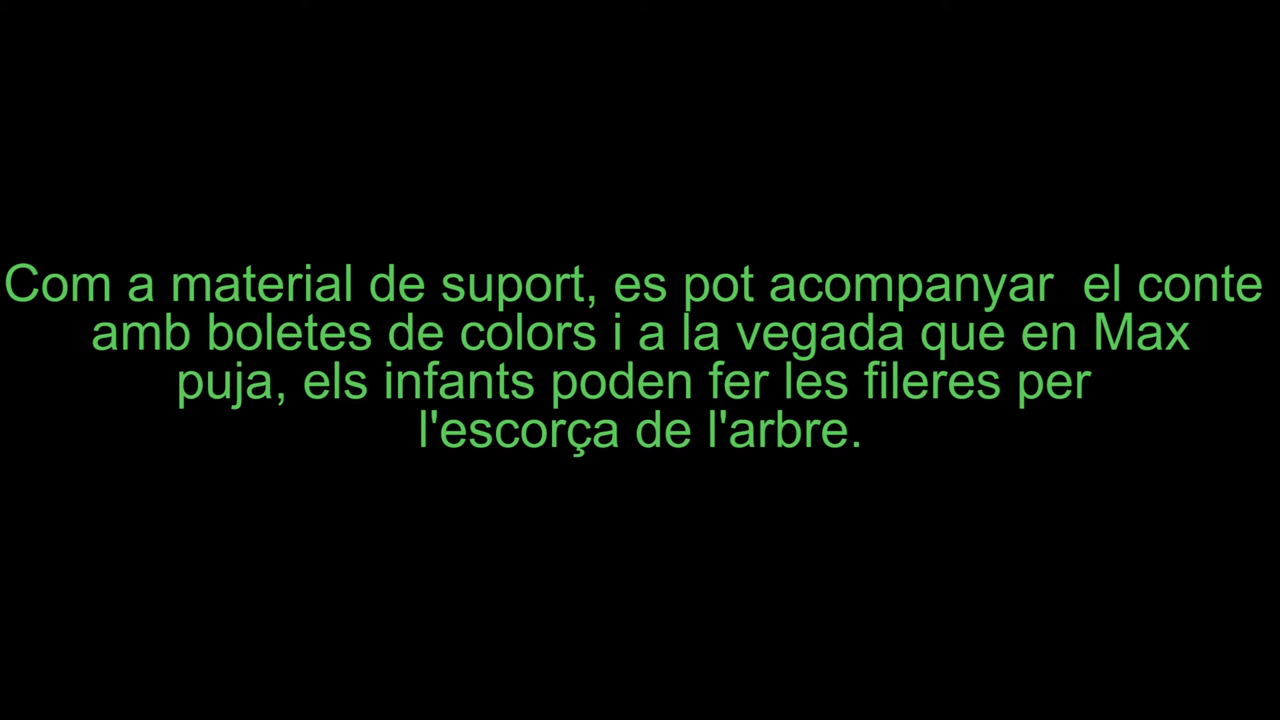 Com a material de suport, es pot acompanyar  el conte
amb boletes de colors i a la vegada que en Max
puja, els infants poden fer les fileres per
l'escorça de l'arbre.